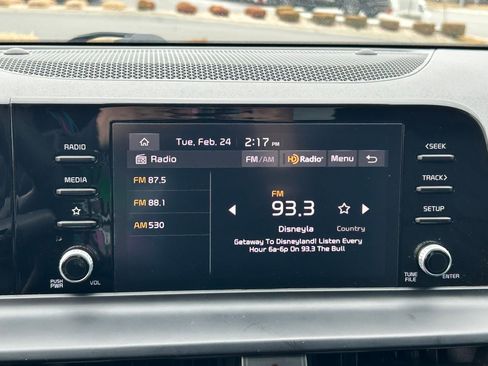 Tue, Feb. 24 2:17 PM
Radio FM/AM HD Radio Menu
RADIO
MEDIA
PUSH PWR VOL
FM 87.5
FM 88.1
AM 530
FM
93.3
Disneyla Country
Getaway To Disneyland! Listen Every
Hour 6a-6p On 93.3 The Bull
<SEEK
TRACK>
SETUP
TUNE FILE ENTER